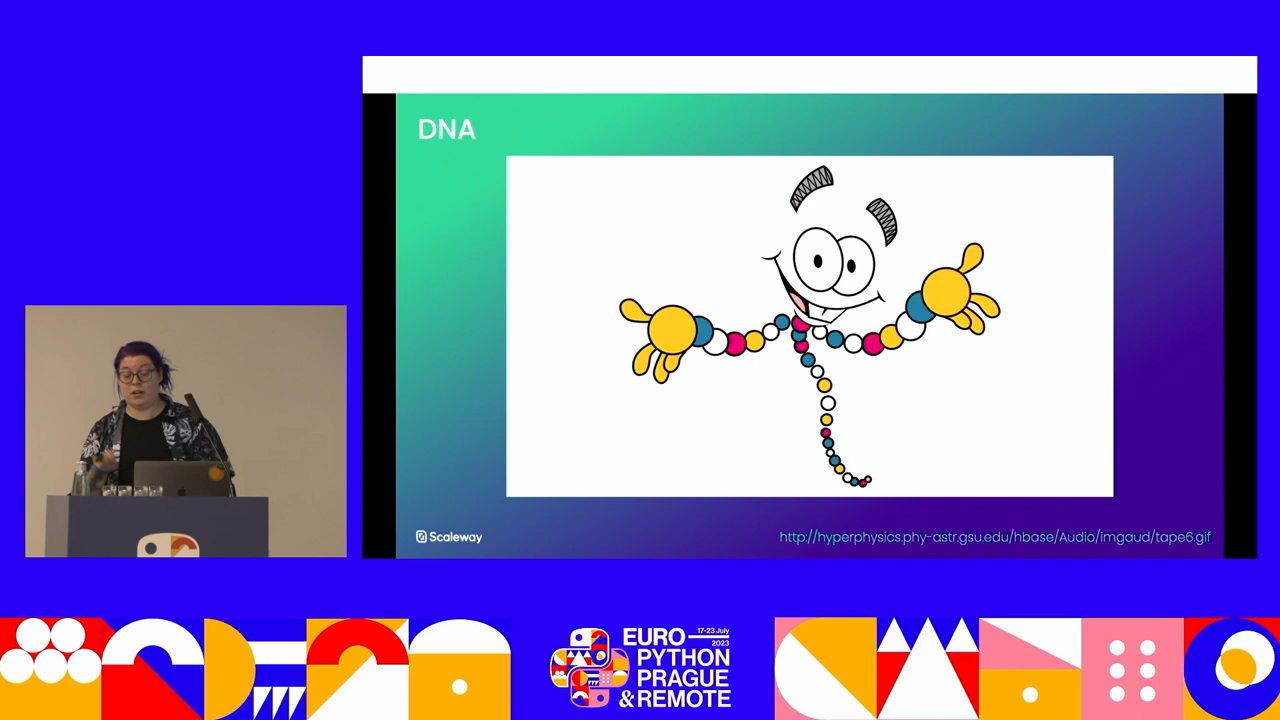 DNA
Scaleway
http://hyperphysics.phy-astr.gsu.edu/hbase/Audio/imgaud/tape6.gif
EURO 17-23 July
2023
PYTHON
PRAGUE
& REMOTE